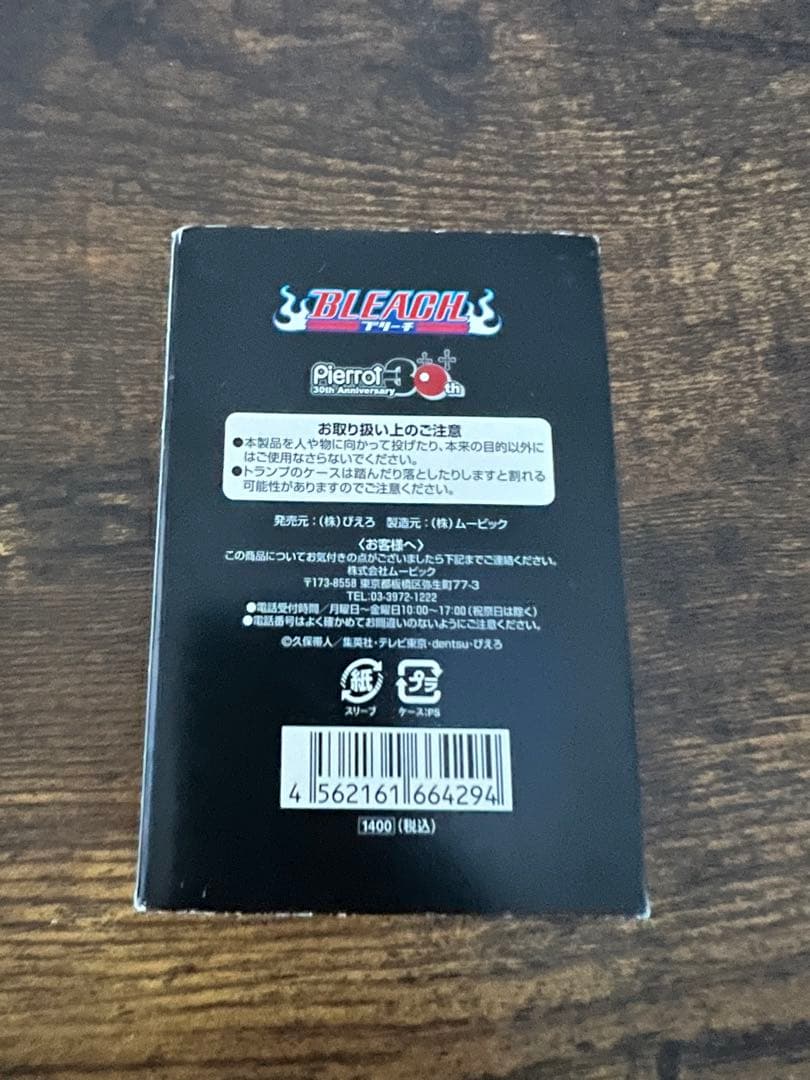 BLEACH
ブリーチ
Pierrot 30th
30th Anniversary
お取り扱い上のご注意
●本製品を人や物に向かって投げたり、本来の目的以外に
はご使用なさらないでください。
●トランプのケースは踏んだり落としたりしますと割れる
可能性がありますのでご注意ください。
発売元：(株)ぴえろ 製造元：(株)ムービック
〈お客様へ〉
この商品についてお気付きの点がございましたら下記までご連絡ください。
株式会社ムービック
〒173-8558 東京都板橋区弥生町77-3
TEL:03-3972-1222
●電話受付時間／月曜日〜金曜日10:00〜17:00(祝祭日は除く)
●電話番号はよく確かめてお間違いのないようにご注意ください。
©久保帯人／集英社・テレビ東京・dentsu・ぴえろ
紙 プラ
スリーブ ケース:PS
4 562161 664294
1400 (税込)